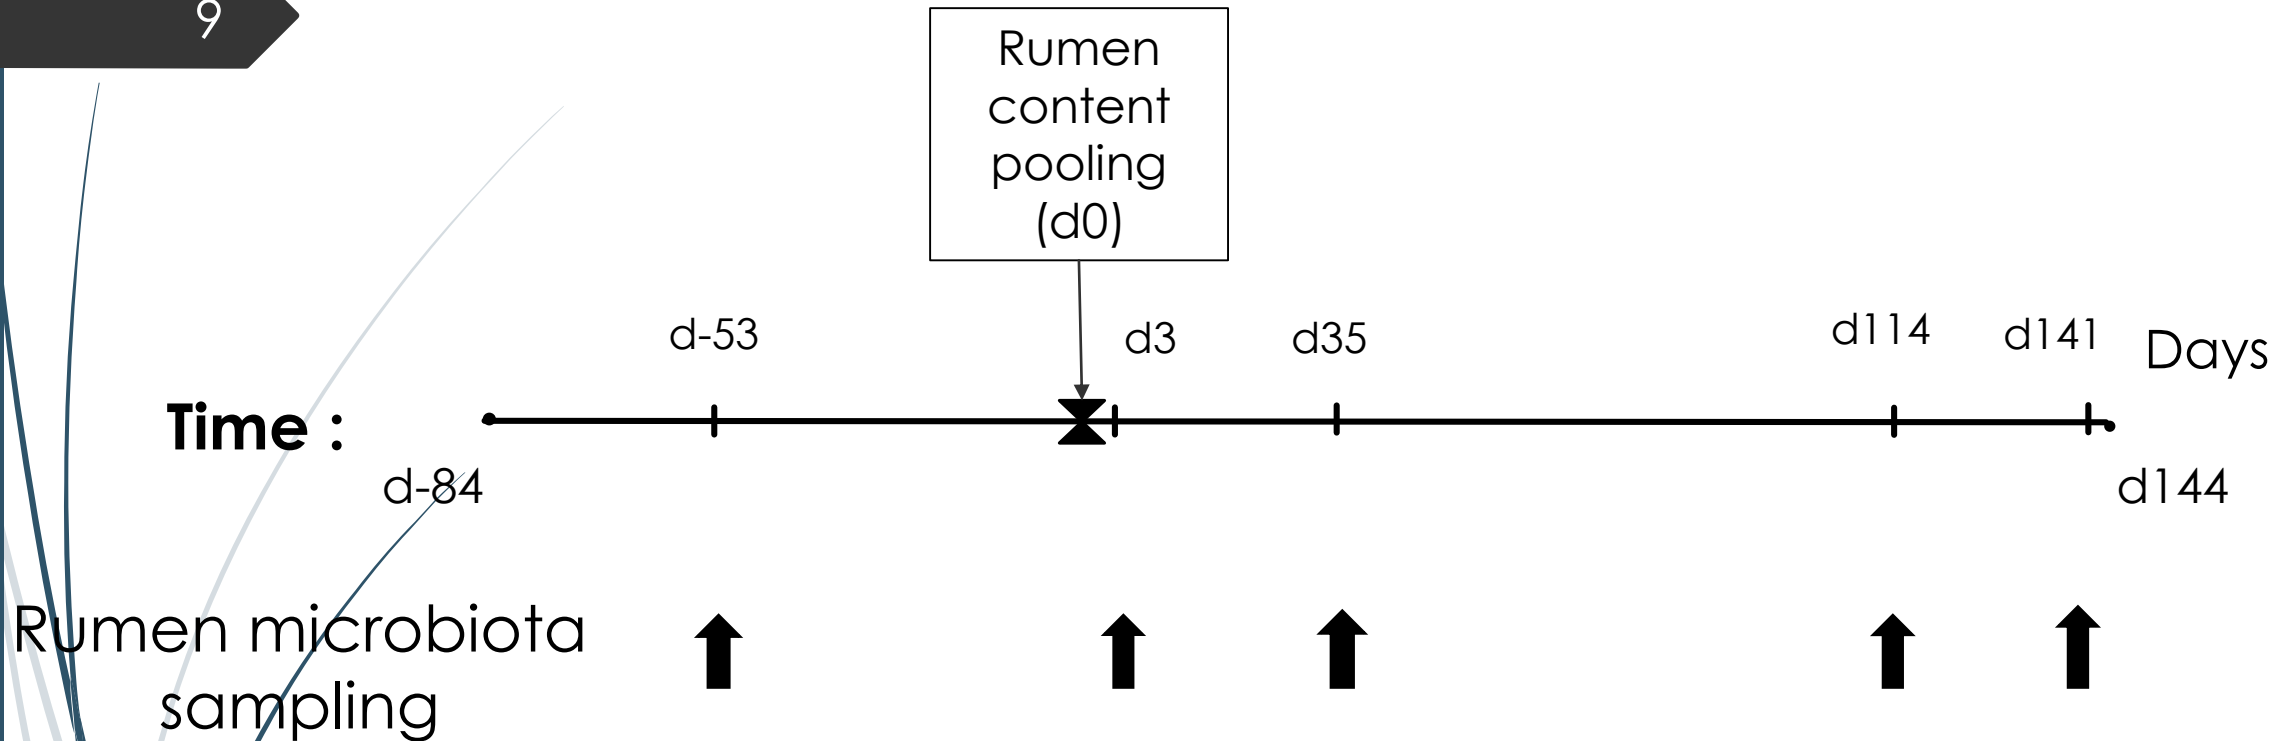 9
Rumen
content
pooling
(d0)
d-53
d3
d35
d114
d141
Days
Time :
d-84
d144
Rumen microbiota
sampling